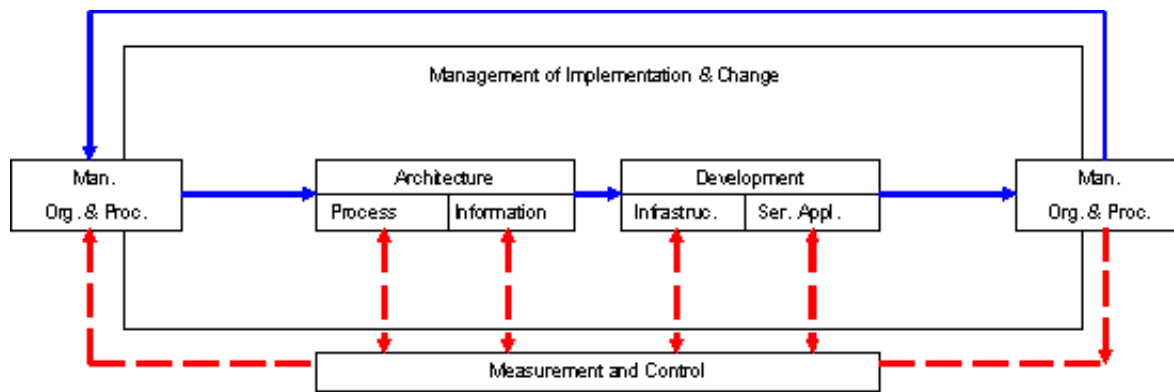 Management of Implementation & Change
Man.
Org. & Proc.
Architecture
Process
Information
Development
Infrastruc.
Ser. Appl.
Man.
Org. & Proc.
Measurement and Control